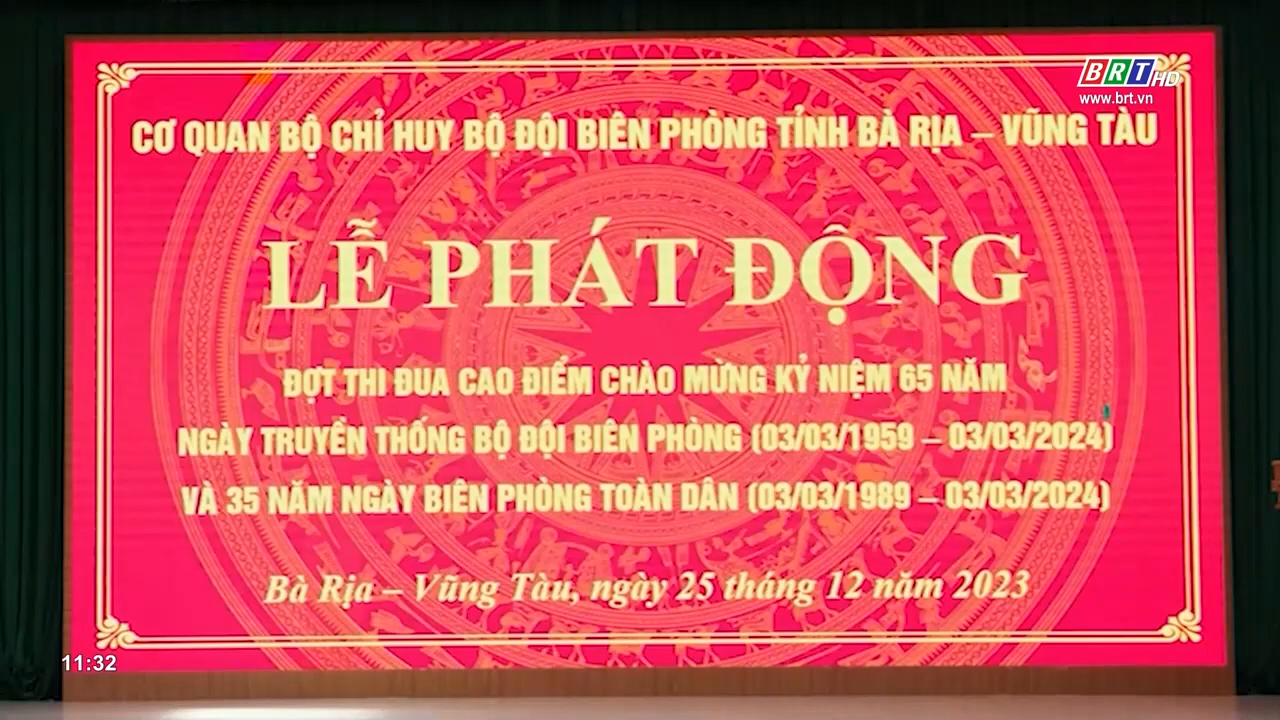 BRT HD
www.brt.vn
CƠ QUAN BỘ CHỈ HUY BỘ ĐỘI BIÊN PHÒNG TỈNH BÀ RỊA – VŨNG TÀU
LỄ PHÁT ĐỘNG
ĐỢT THI ĐUA CAO ĐIỂM CHÀO MỪNG KỶ NIỆM 65 NĂM
NGÀY TRUYỀN THỐNG BỘ ĐỘI BIÊN PHÒNG (03/03/1959 – 03/03/2024)
VÀ 35 NĂM NGÀY BIÊN PHÒNG TOÀN DÂN (03/03/1989 – 03/03/2024)
Bà Rịa – Vũng Tàu, ngày 25 tháng 12 năm 2023
11:32